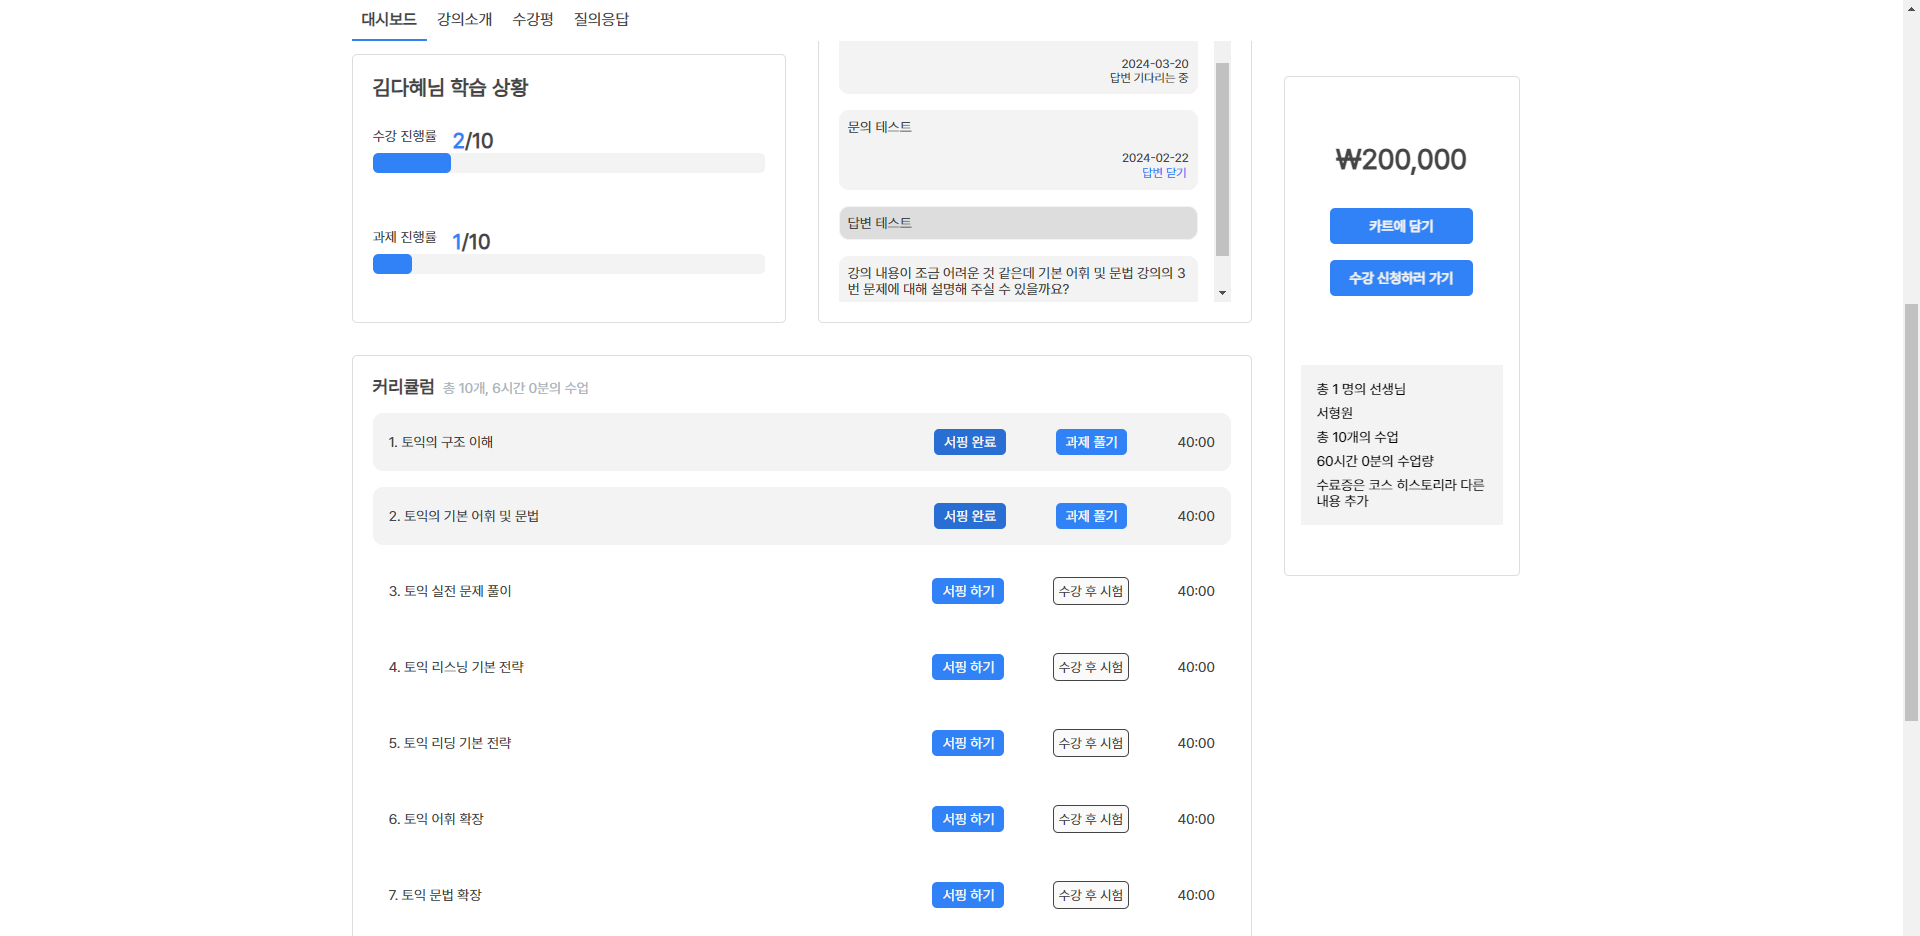 대시보드 강의소개 수강평 질의응답
김다혜님 학습 상황
수강 진행률 2/10
과제 진행률 1/10
2024-03-20
답변 기다리는 중
문의 테스트
2024-02-22
답변 닫기
답변 테스트
강의 내용이 조금 어려운 것 같은데 기본 어휘 및 문법 강의의 3
번 문제에 대해 설명해 주실 수 있을까요?
₩200,000
카트에 담기
수강 신청하러 가기
총 1 명의 선생님
서형원
총 10개의 수업
60시간 0분의 수업량
수료증은 코스 히스토리라 다른
내용 추가
커리큘럼 총 10개, 6시간 0분의 수업
1. 토익의 구조 이해 서핑 완료 과제 풀기 40:00
2. 토익의 기본 어휘 및 문법 서핑 완료 과제 풀기 40:00
3. 토익 실전 문제 풀이 서핑 하기 수강 후 시험 40:00
4. 토익 리스닝 기본 전략 서핑 하기 수강 후 시험 40:00
5. 토익 리딩 기본 전략 서핑 하기 수강 후 시험 40:00
6. 토익 어휘 확장 서핑 하기 수강 후 시험 40:00
7. 토익 문법 확장 서핑 하기 수강 후 시험 40:00